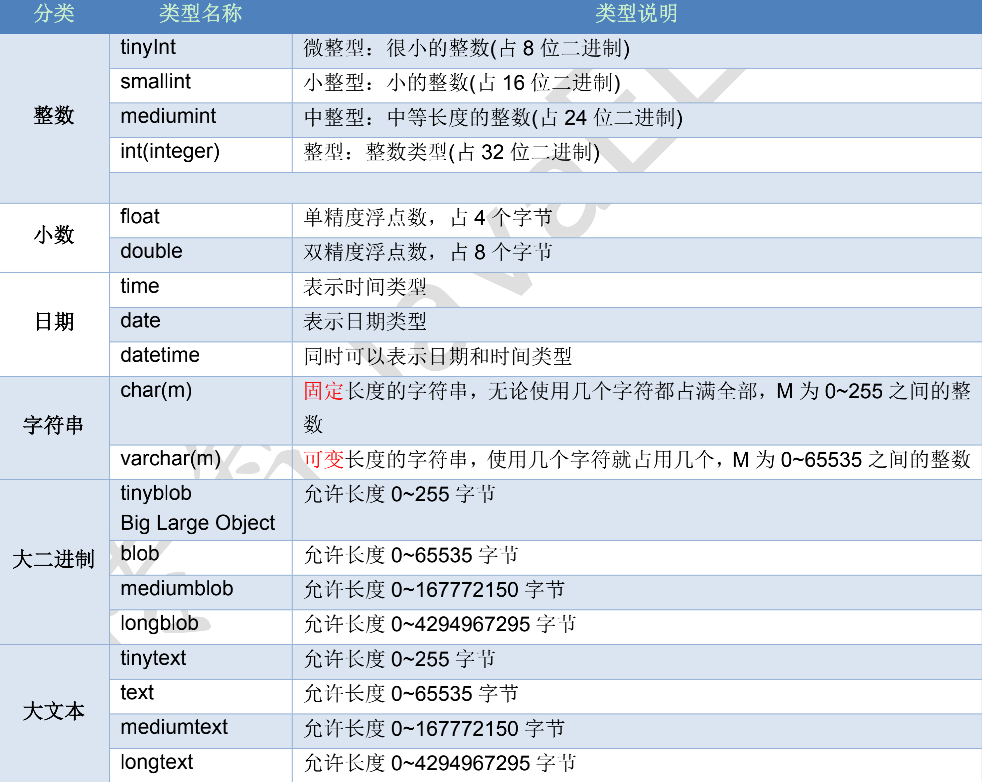 分类 类型名称 类型说明
整数
tinyInt 微整型：很小的整数(占 8 位二进制)
smallint 小整型：小的整数(占 16 位二进制)
mediumint 中整型：中等长度的整数(占 24 位二进制)
int(integer) 整型：整数类型(占 32 位二进制)
小数
float 单精度浮点数，占 4 个字节
double 双精度浮点数，占 8 个字节
日期
time 表示时间类型
date 表示日期类型
datetime 同时可以表示日期和时间类型
字符串
char(m) 固定长度的字符串，无论使用几个字符都占满全部，M 为 0~255 之间的整
数
varchar(m) 可变长度的字符串，使用几个字符就占用几个，M 为 0~65535 之间的整数
大二进制
tinyblob 允许长度 0~255 字节
Big Large Object
blob 允许长度 0~65535 字节
mediumblob 允许长度 0~167772150 字节
longblob 允许长度 0~4294967295 字节
大文本
tinytext 允许长度 0~255 字节
text 允许长度 0~65535 字节
mediumtext 允许长度 0~167772150 字节
longtext 允许长度 0~4294967295 字节